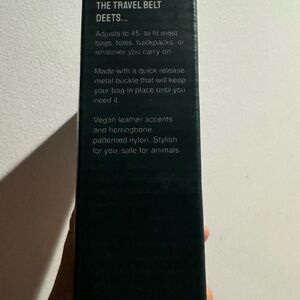 THE TRAVEL BELT
DEETS...
Adjusts to 45 to fit most
bags, totes, backpacks or
whatever you carry on.
Made with a quick release
metal buckle that will keep
your bag in place until you
need it.
Vegan leather accents
and herringbone
patterned nylon. Stylish
for you, safe for animals.